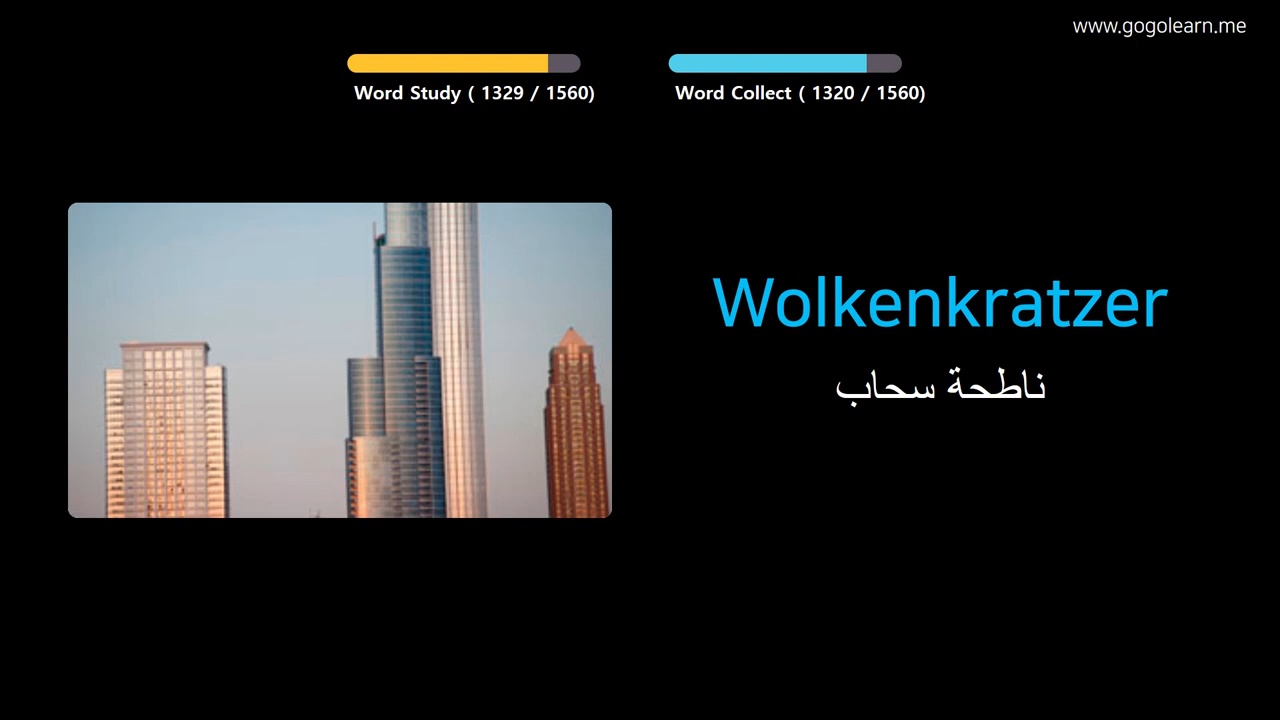 www.gogolearn.me
Word Study ( 1329 / 1560)
Word Collect ( 1320 / 1560)
Wolkenkratzer
ناطحة سحاب